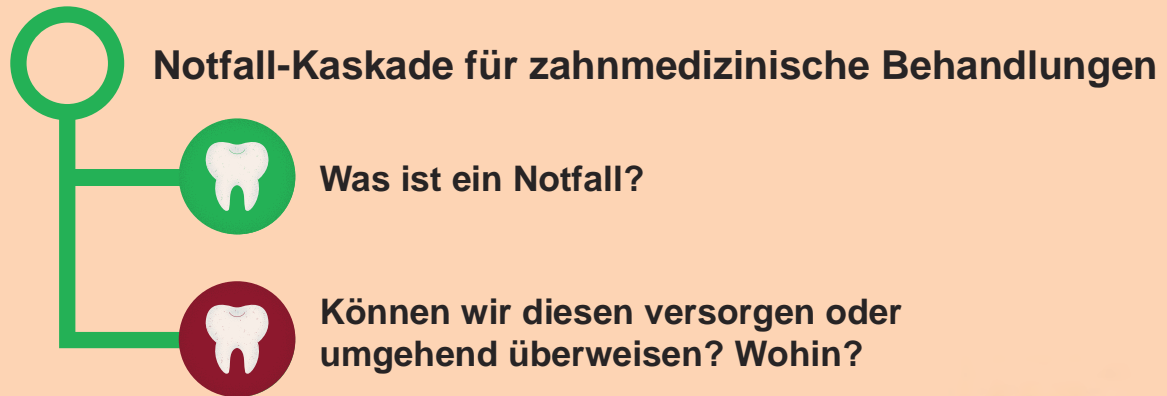 Notfall-Kaskade für zahnmedizinische Behandlungen
Was ist ein Notfall?
Können wir diesen versorgen oder
umgehend überweisen? Wohin?